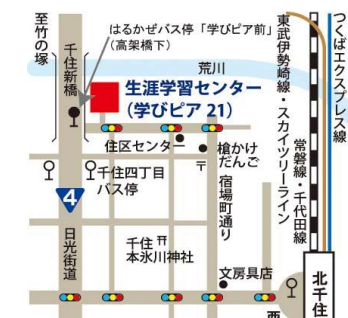 至竹の塚
千住新橋
はるかぜバス停「学びピア前」
(高架橋下)
荒川
生涯学習センター
(学びピア 21)
住区センター
槍かけ
だんご
千住四丁目
バス停
4
日光街道
千住
本氷川神社
宿場町通り
文房具店
東武伊勢崎線・スカイツリーライン
常磐線・千代田線
つくばエクスプレス線
北千住
西